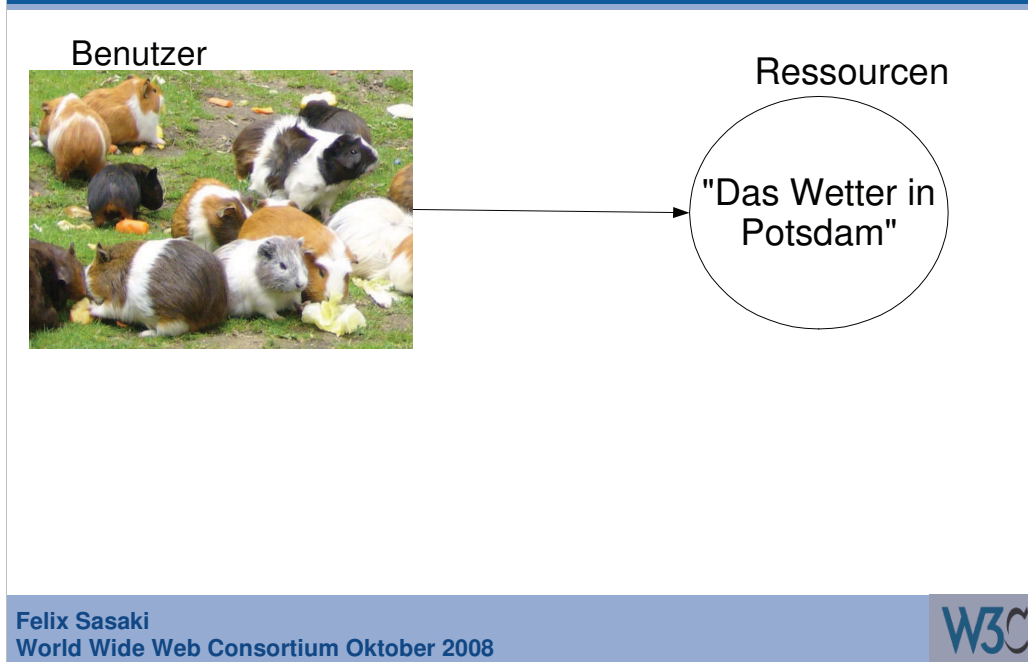 Benutzer
Ressourcen
"Das Wetter in
Potsdam"
Felix Sasaki
World Wide Web Consortium Oktober 2008
W3C